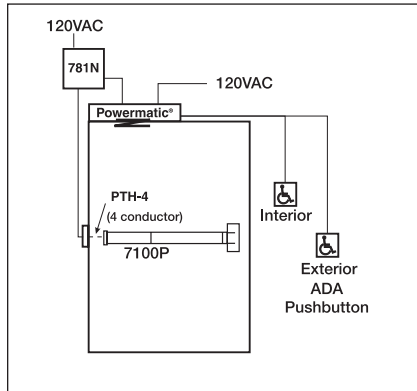 120VAC
781N
120VAC
Powermatic®
PTH-4
(4 conductor)
7100P
Interior
Exterior
ADA
Pushbutton